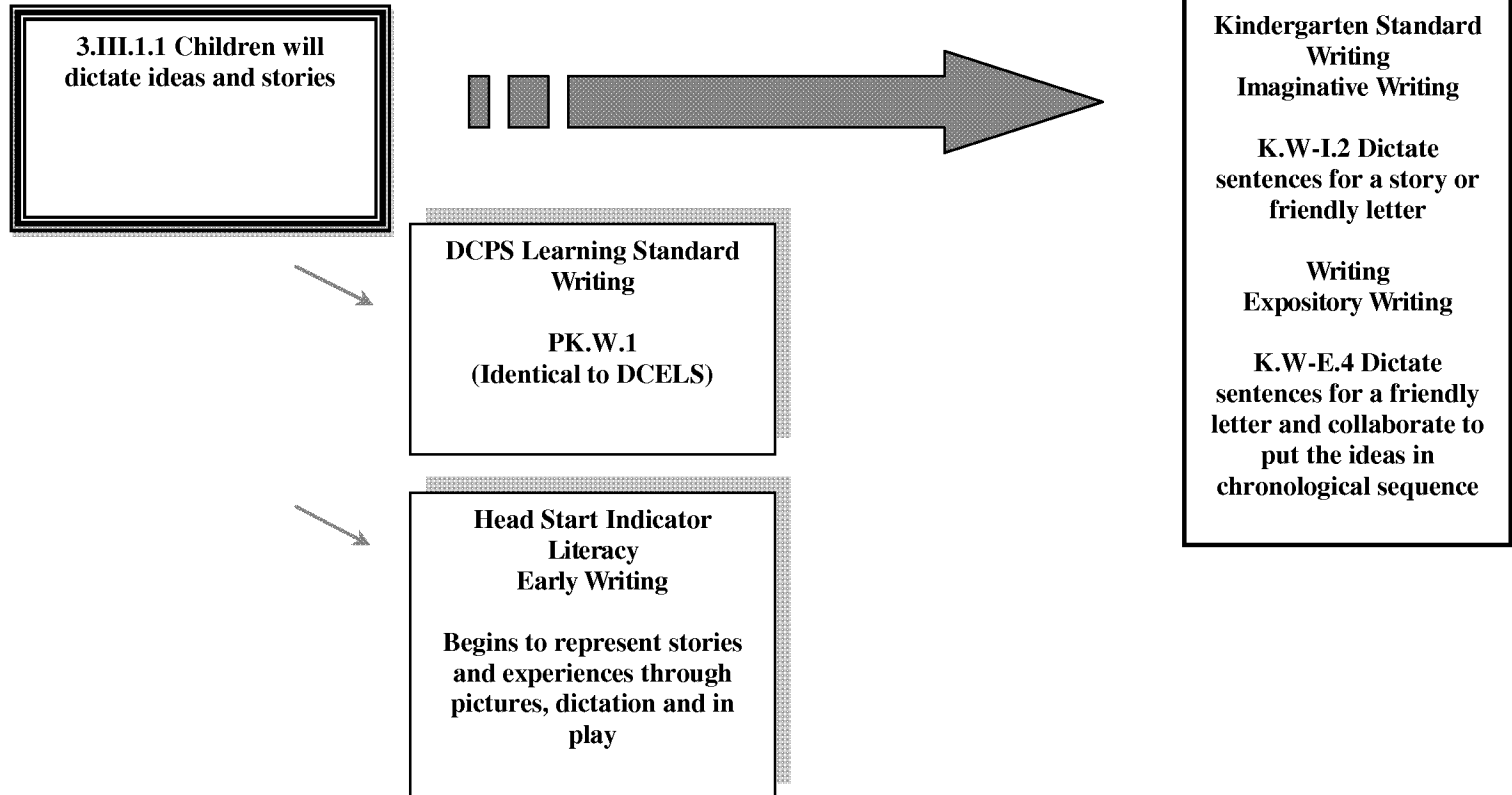 3.III.1.1 Children will
dictate ideas and stories
DCPS Learning Standard
Writing
PK.W.1
(Identical to DCELS)
Head Start Indicator
Literacy
Early Writing
Begins to represent stories
and experiences through
pictures, dictation and in
play
Kindergarten Standard
Writing
Imaginative Writing
K.W-I.2 Dictate
sentences for a story or
friendly letter
Writing
Expository Writing
K.W-E.4 Dictate
sentences for a friendly
letter and collaborate to
put the ideas in
chronological sequence